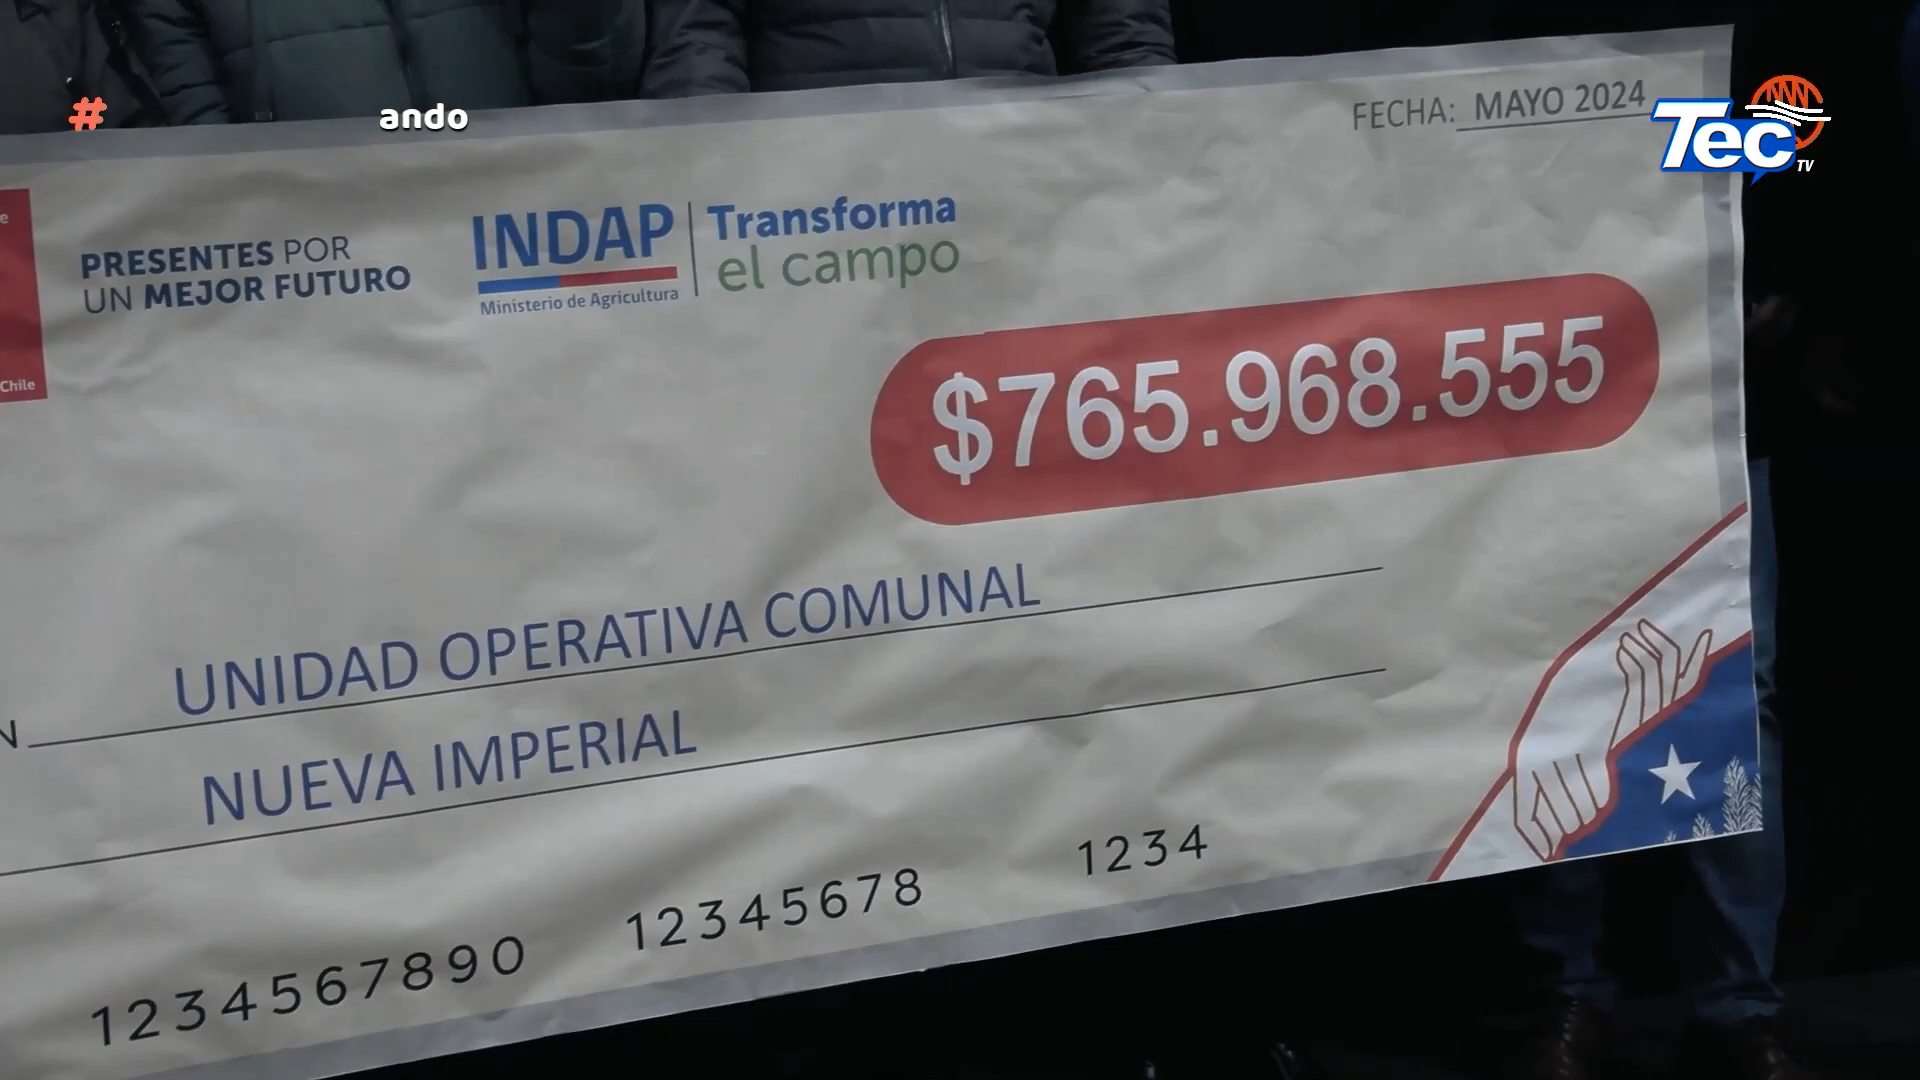 # ando
FECHA: MAYO 2024
Tec TV
e
Chile
PRESENTES POR
UN MEJOR FUTURO
INDAP
Ministerio de Agricultura
Transforma
el campo
$765.968.555
UNIDAD OPERATIVA COMUNAL
N
NUEVA IMPERIAL
1234567890 12345678 1234